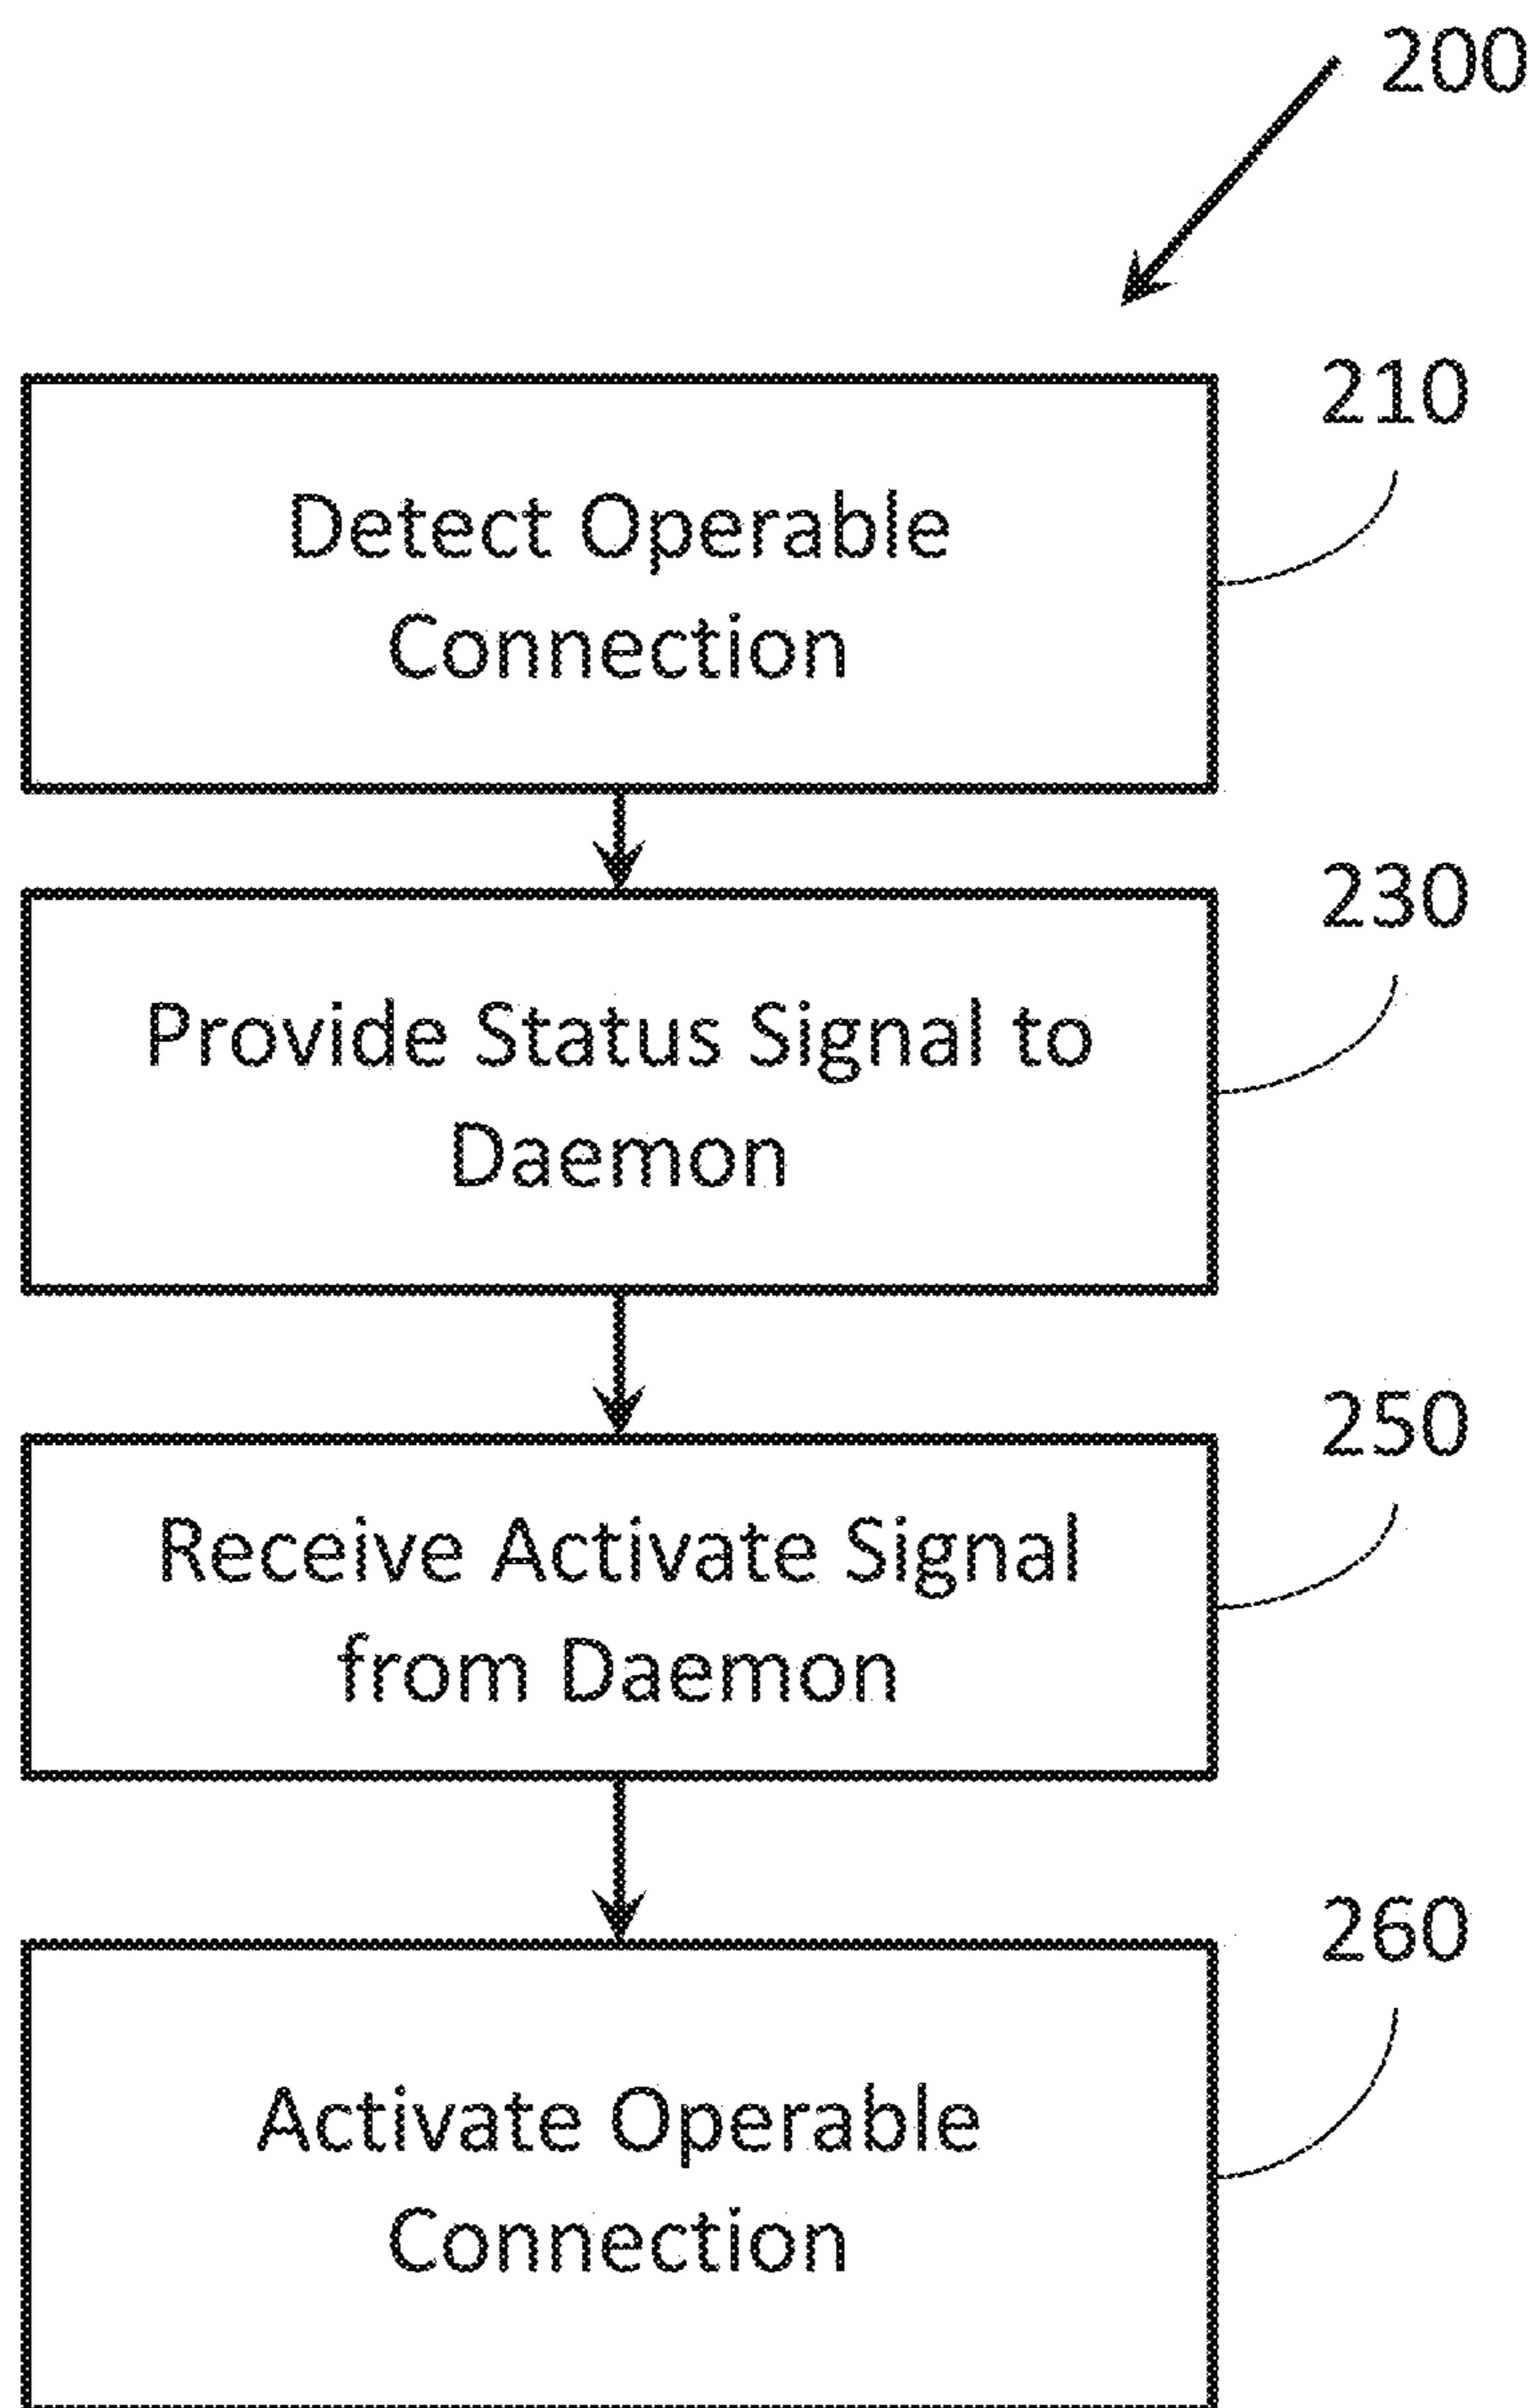 200
210
Detect Operable
Connection
230
Provide Status Signal to
Daemon
250
Receive Activate Signal
from Daemon
260
Activate Operable
Connection